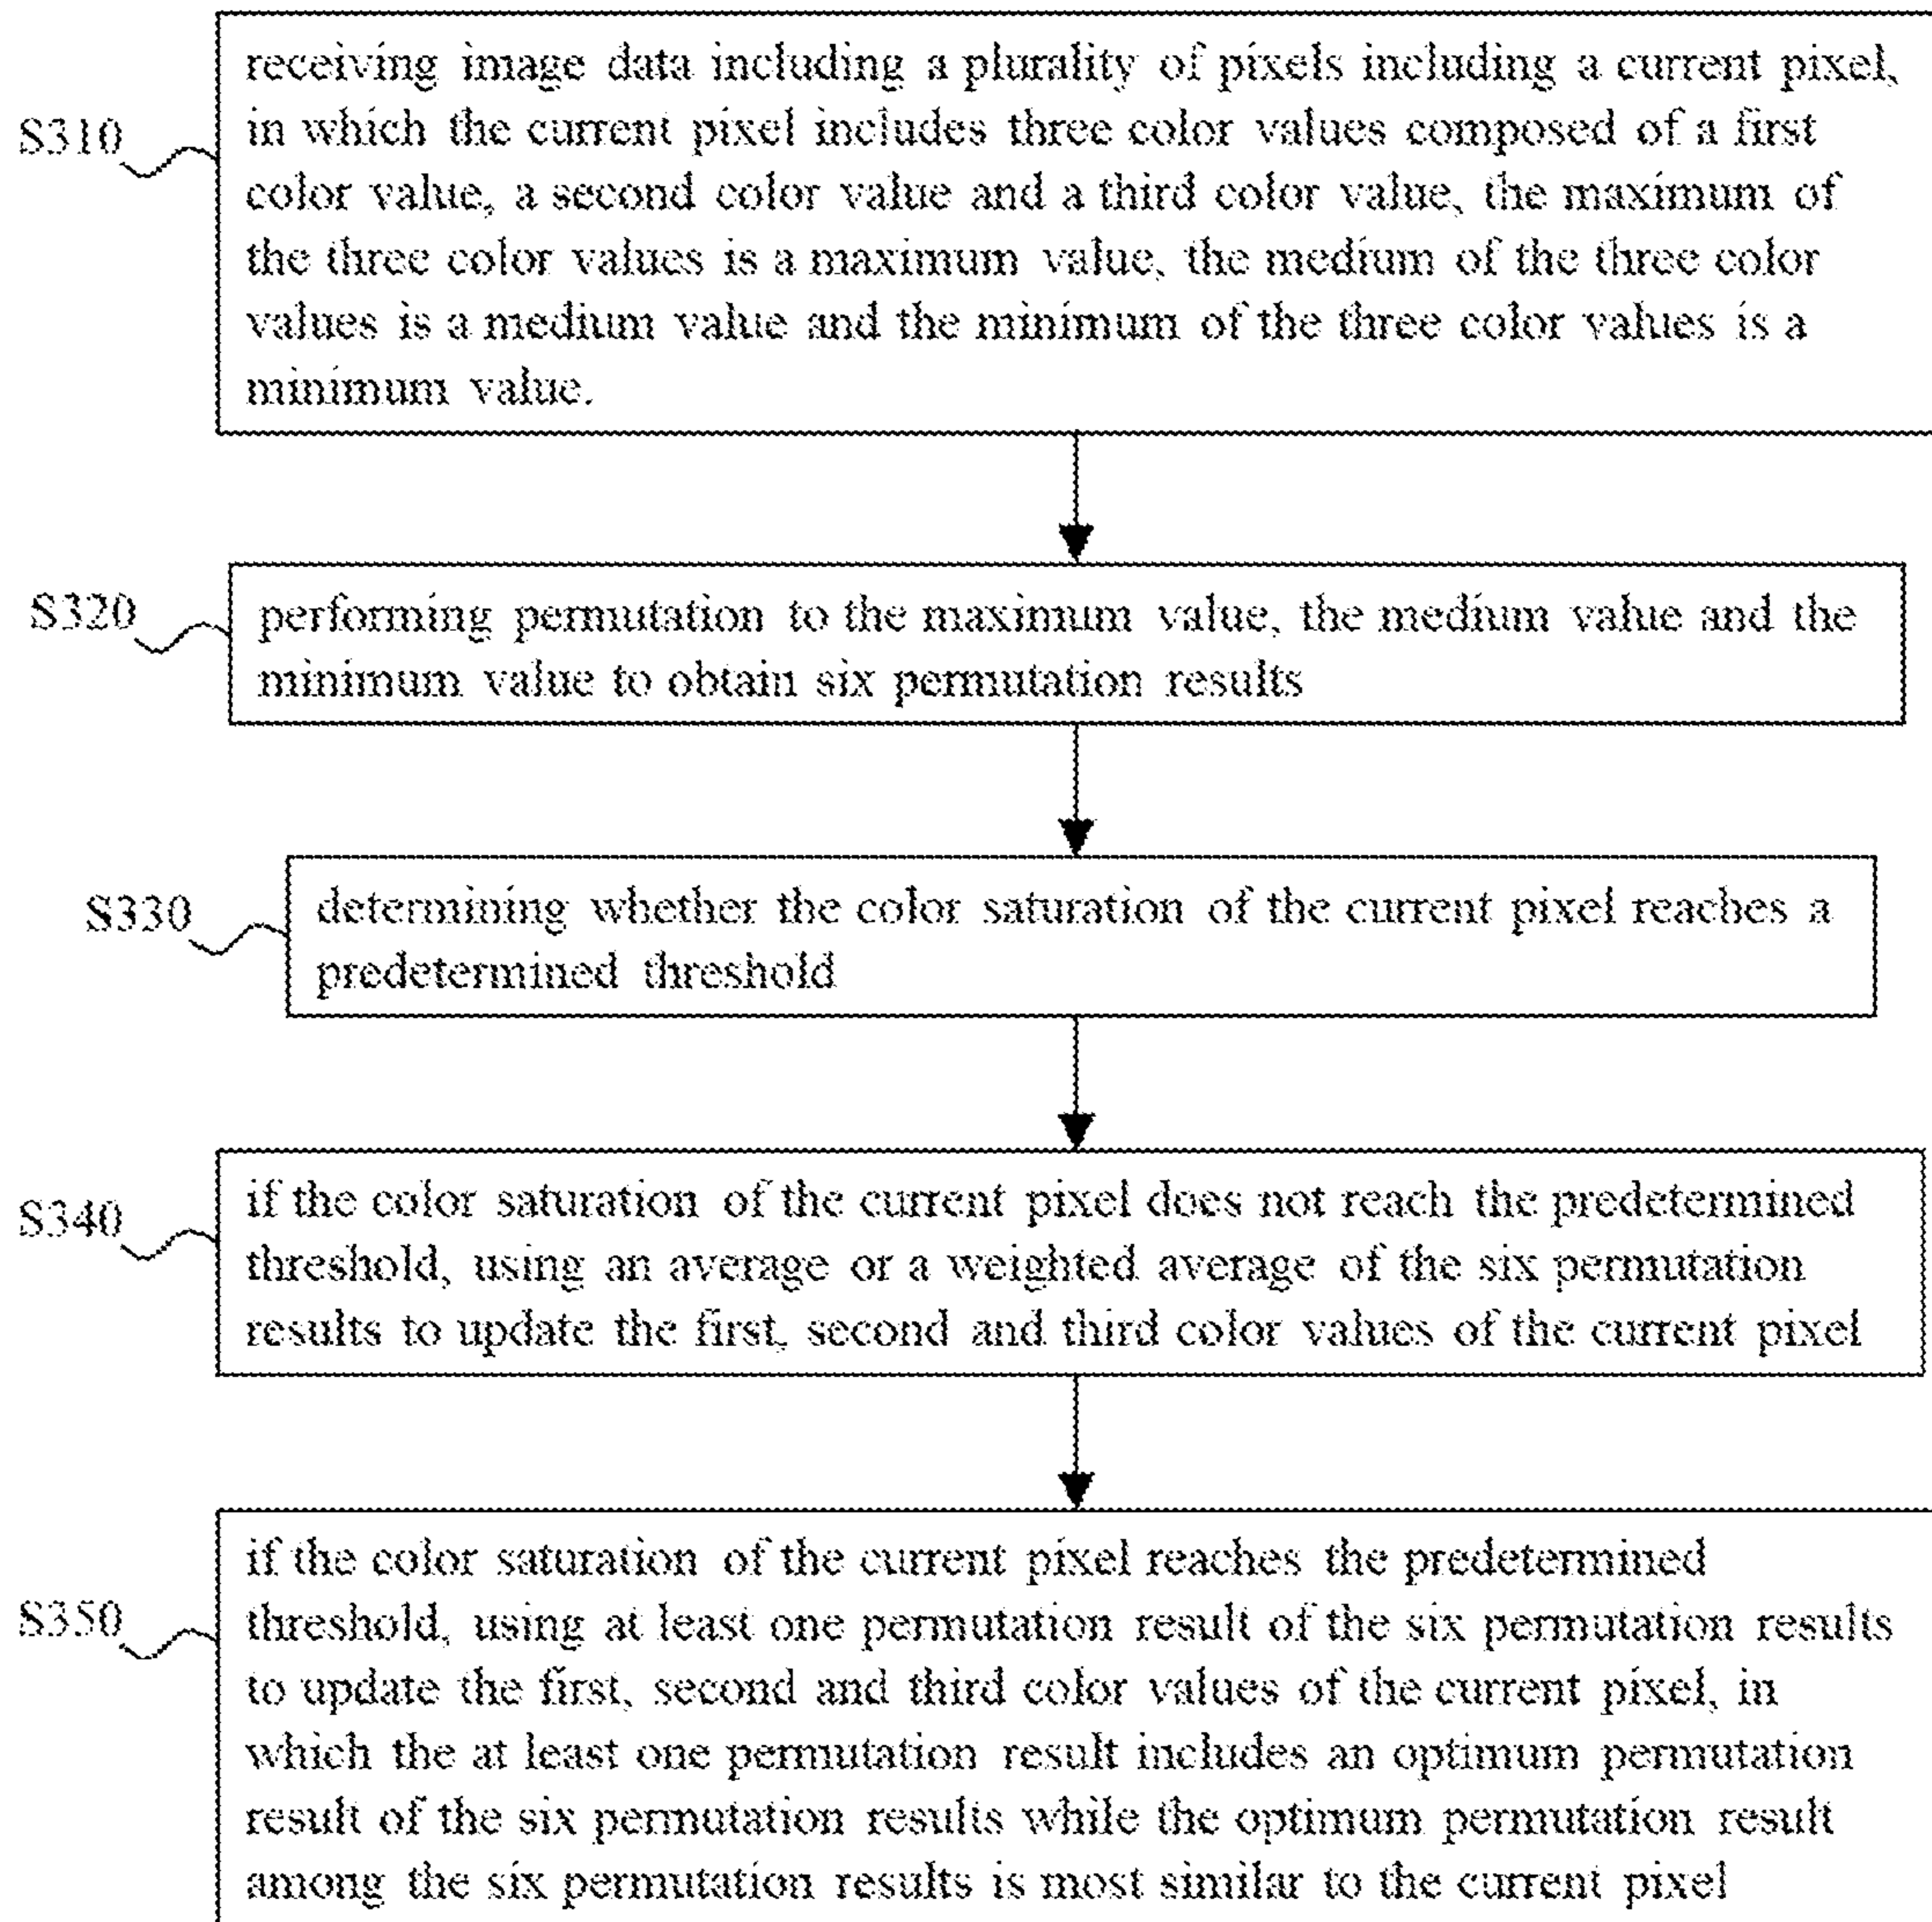 receiving image data including a plurality of pixels including a current pixel,
S310
in which the current pixel includes three color values composed of a first
color value, a second color value and a third color value, the maximum of
the three color values is a maximum value, the medium of the three color
values is a medium value and the minimum of the three color values is a
minimum value.
S320
performing permutation to the maximum value, the medium value and the
minimum value to obtain six permutation results
S330
determining whether the color saturation of the current pixel reaches a
predetermined threshold
S340
if the color saturation of the current pixel does not reach the predetermined
threshold, using an average or a weighted average of the six permutation
results to update the first, second and third color values of the current pixel
if the color saturation of the current pixel reaches the predetermined
S350
threshold, using at least one permutation result of the six permutation results
to update the first, second and third color values of the current pixel, in
which the at least one permutation result includes an optimum permutation
result of the six permutation results while the optimum permutation result
among the six permutation results is most similar to the current pixel